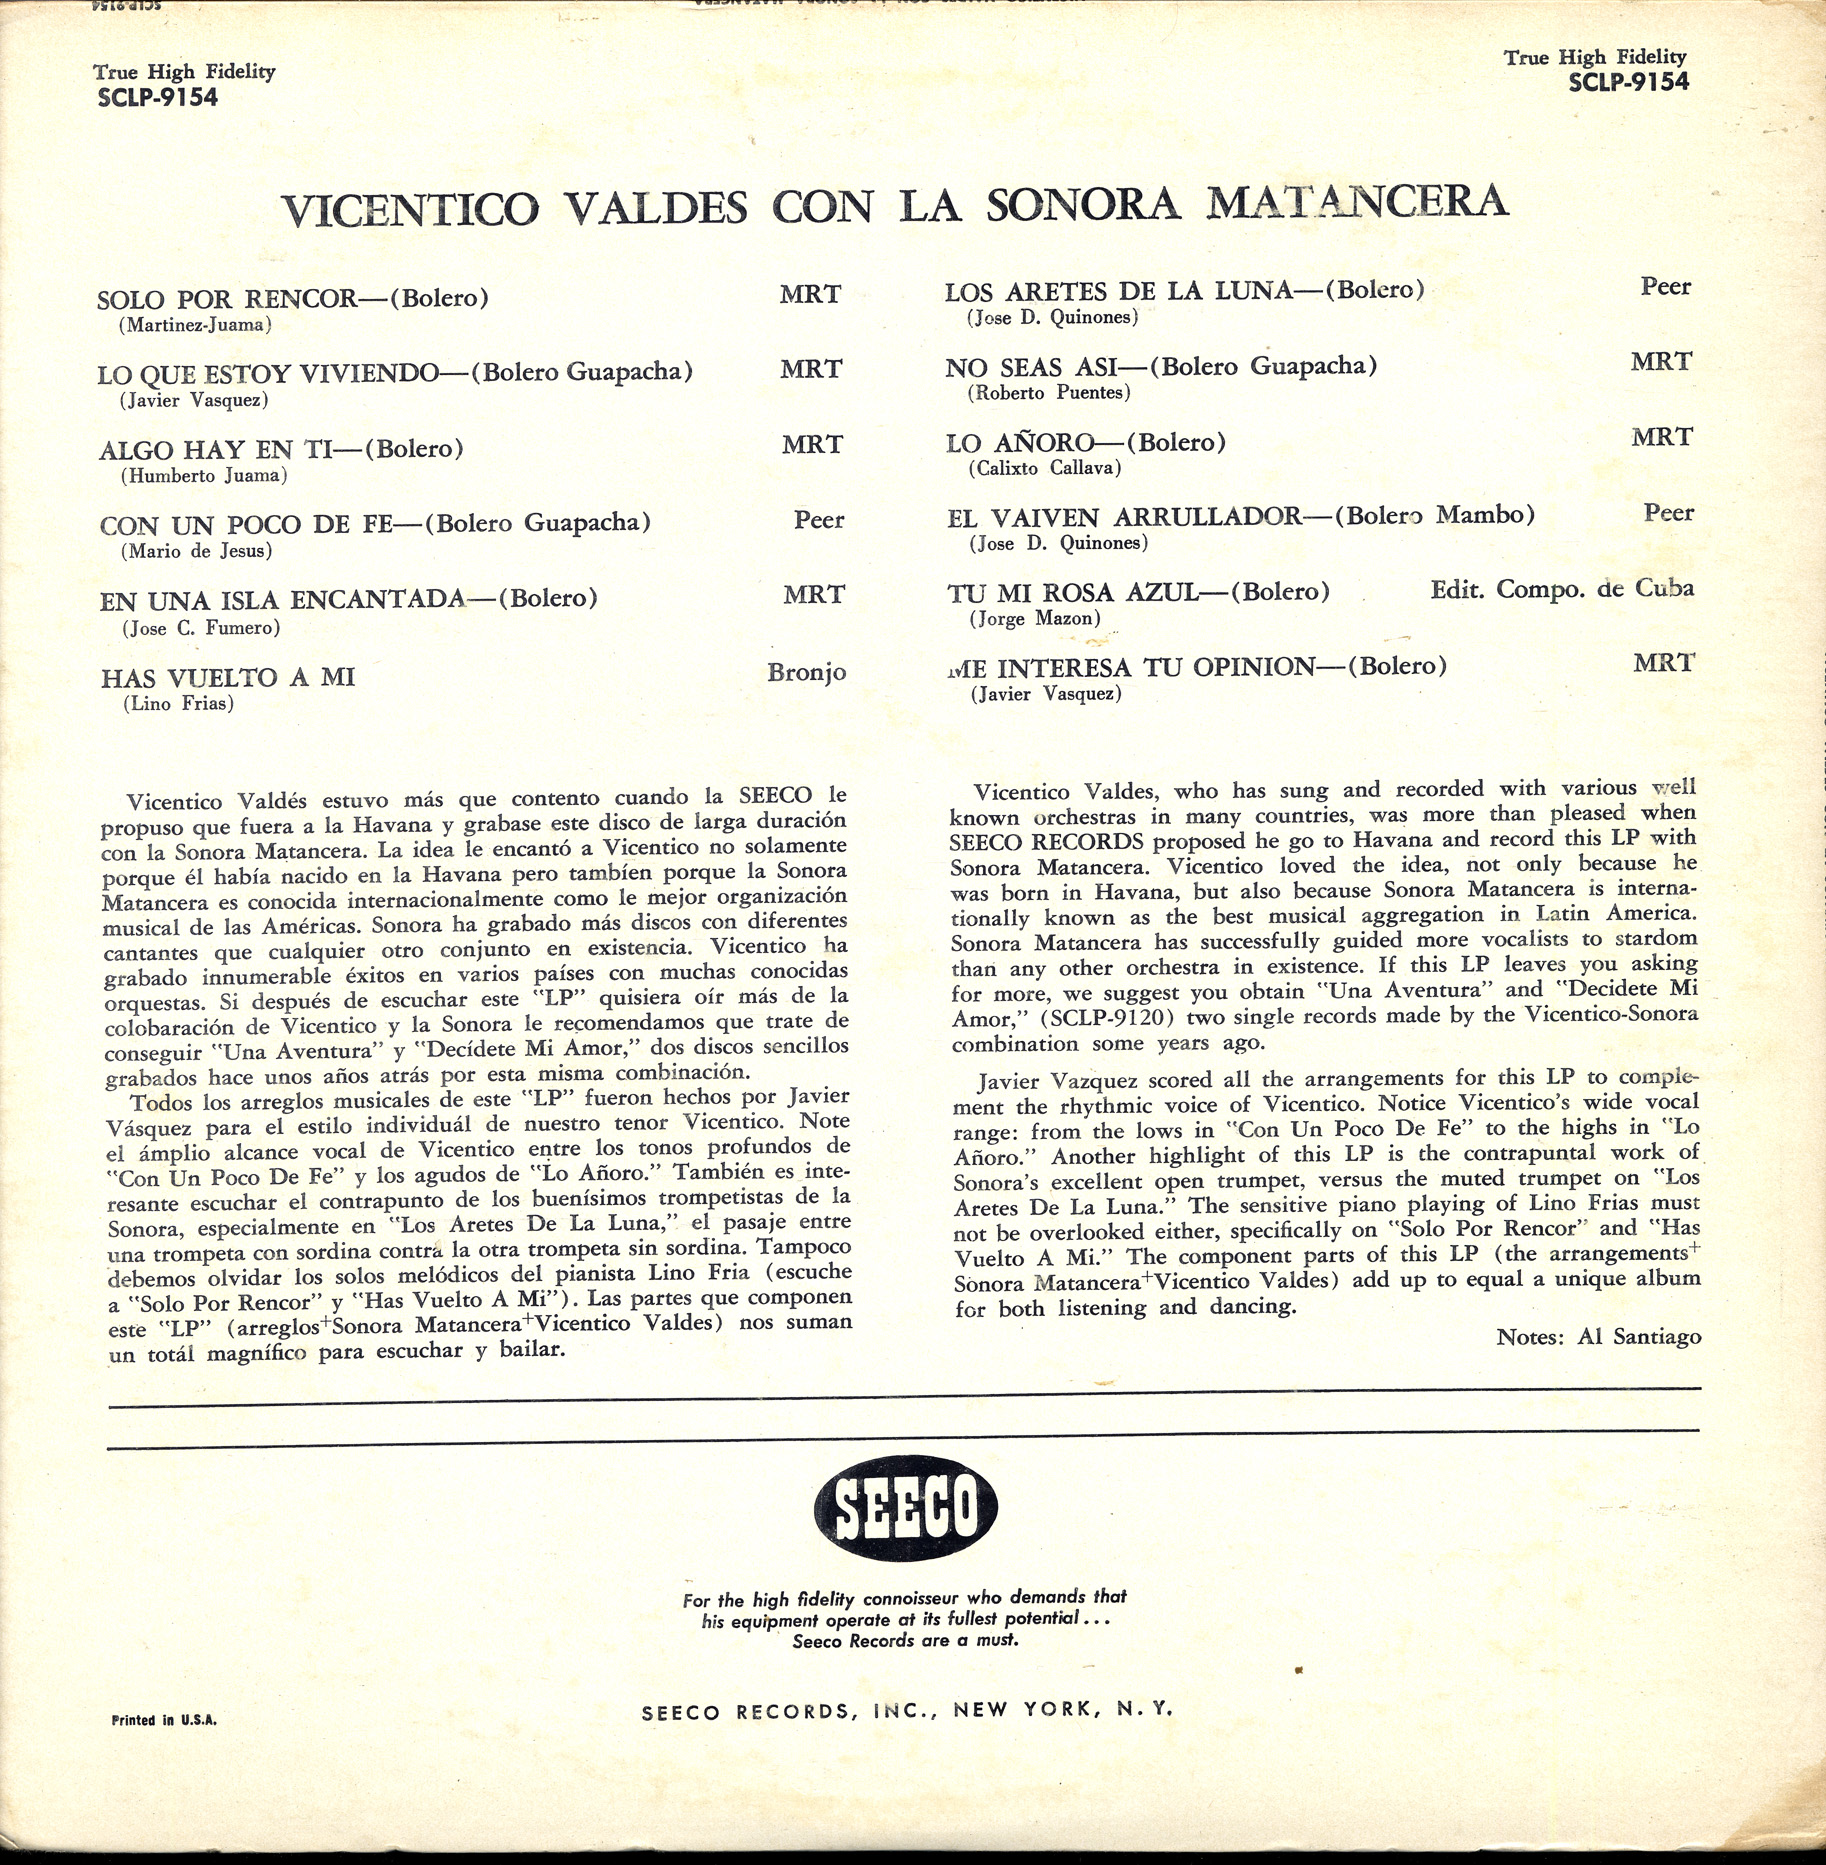 SCLP-9154
True High Fidelity
SCLP-9154
True High Fidelity
SCLP-9154
VICENTICO VALDES CON LA SONORA MATANCERA
SOLO POR RENCOR—(Bolero) MRT
(Martinez-Juama)
LO QUE ESTOY VIVIENDO—(Bolero Guapacha) MRT
(Javier Vasquez)
ALGO HAY EN TI—(Bolero) MRT
(Humberto Juama)
CON UN POCO DE FE—(Bolero Guapacha) Peer
(Mario de Jesus)
EN UNA ISLA ENCANTADA—(Bolero) MRT
(Jose C. Fumero)
HAS VUELTO A MI Bronjo
(Lino Frias)
LOS ARETES DE LA LUNA—(Bolero) Peer
(Jose D. Quinones)
NO SEAS ASI—(Bolero Guapacha) MRT
(Roberto Puentes)
LO AÑORO—(Bolero) MRT
(Calixto Callava)
EL VAIVEN ARRULLADOR—(Bolero Mambo) Peer
(Jose D. Quinones)
TU MI ROSA AZUL—(Bolero) Edit. Compo. de Cuba
(Jorge Mazon)
ME INTERESA TU OPINION—(Bolero) MRT
(Javier Vasquez)
Vicentico Valdés estuvo más que contento cuando la SEECO le
propuso que fuera a la Havana y grabase este disco de larga duración
con la Sonora Matancera. La idea le encantó a Vicentico no solamente
porque él había nacido en la Havana pero tambíen porque la Sonora
Matancera es conocida internacionalmente como le mejor organización
musical de las Américas. Sonora ha grabado más discos con diferentes
cantantes que cualquier otro conjunto en existencia. Vicentico ha
grabado innumerable éxitos en varios países con muchas conocidas
orquestas. Si después de escuchar este "LP" quisiera oír más de la
colobaración de Vicentico y la Sonora le recomendamos que trate de
conseguir "Una Aventura" y "Decídete Mi Amor," dos discos sencillos
grabados hace unos años atrás por esta misma combinación.
Todos los arreglos musicales de este "LP" fueron hechos por Javier
Vásquez para el estilo individuál de nuestro tenor Vicentico. Note
el ámplio alcance vocal de Vicentico entre los tonos profundos de
"Con Un Poco De Fe" y los agudos de "Lo Añoro." También es inte-
resante escuchar el contrapunto de los buenísimos trompetistas de la
Sonora, especialmente en "Los Aretes De La Luna," el pasaje entre
una trompeta con sordina contra la otra trompeta sin sordina. Tampoco
debemos olvidar los solos melódicos del pianista Lino Fria (escuche
a "Solo Por Rencor" y "Has Vuelto A Mi"). Las partes que componen
este "LP" (arreglos+Sonora Matancera+Vicentico Valdes) nos suman
un totál magnífico para escuchar y bailar.
Vicentico Valdes, who has sung and recorded with various well
known orchestras in many countries, was more than pleased when
SEECO RECORDS proposed he go to Havana and record this LP with
Sonora Matancera. Vicentico loved the idea, not only because he
was born in Havana, but also because Sonora Matancera is interna-
tionally known as the best musical aggregation in Latin America.
Sonora Matancera has successfully guided more vocalists to stardom
than any other orchestra in existence. If this LP leaves you asking
for more, we suggest you obtain "Una Aventura" and "Decidete Mi
Amor," (SCLP-9120) two single records made by the Vicentico-Sonora
combination some years ago.
Javier Vazquez scored all the arrangements for this LP to comple-
ment the rhythmic voice of Vicentico. Notice Vicentico's wide vocal
range: from the lows in "Con Un Poco De Fe" to the highs in "Lo
Añoro." Another highlight of this LP is the contrapuntal work of
Sonora's excellent open trumpet, versus the muted trumpet on "Los
Aretes De La Luna." The sensitive piano playing of Lino Frias must
not be overlooked either, specifically on "Solo Por Rencor" and "Has
Vuelto A Mi." The component parts of this LP (the arrangements+
Sonora Matancera+Vicentico Valdes) add up to equal a unique album
for both listening and dancing.
Notes: Al Santiago
SEECO
For the high fidelity connoisseur who demands that
his equipment operate at its fullest potential...
Seeco Records are a must.
SEECO RECORDS, INC., NEW YORK, N. Y.
Printed in U.S.A.